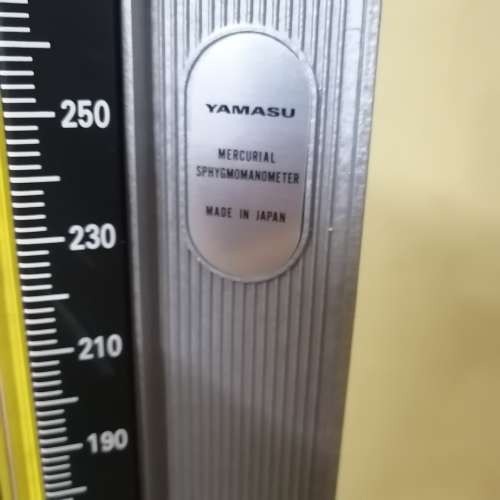 250
230
210
190
YAMASU
MERCURIAL
SPHYGMOMANOMETER
MADE IN JAPAN